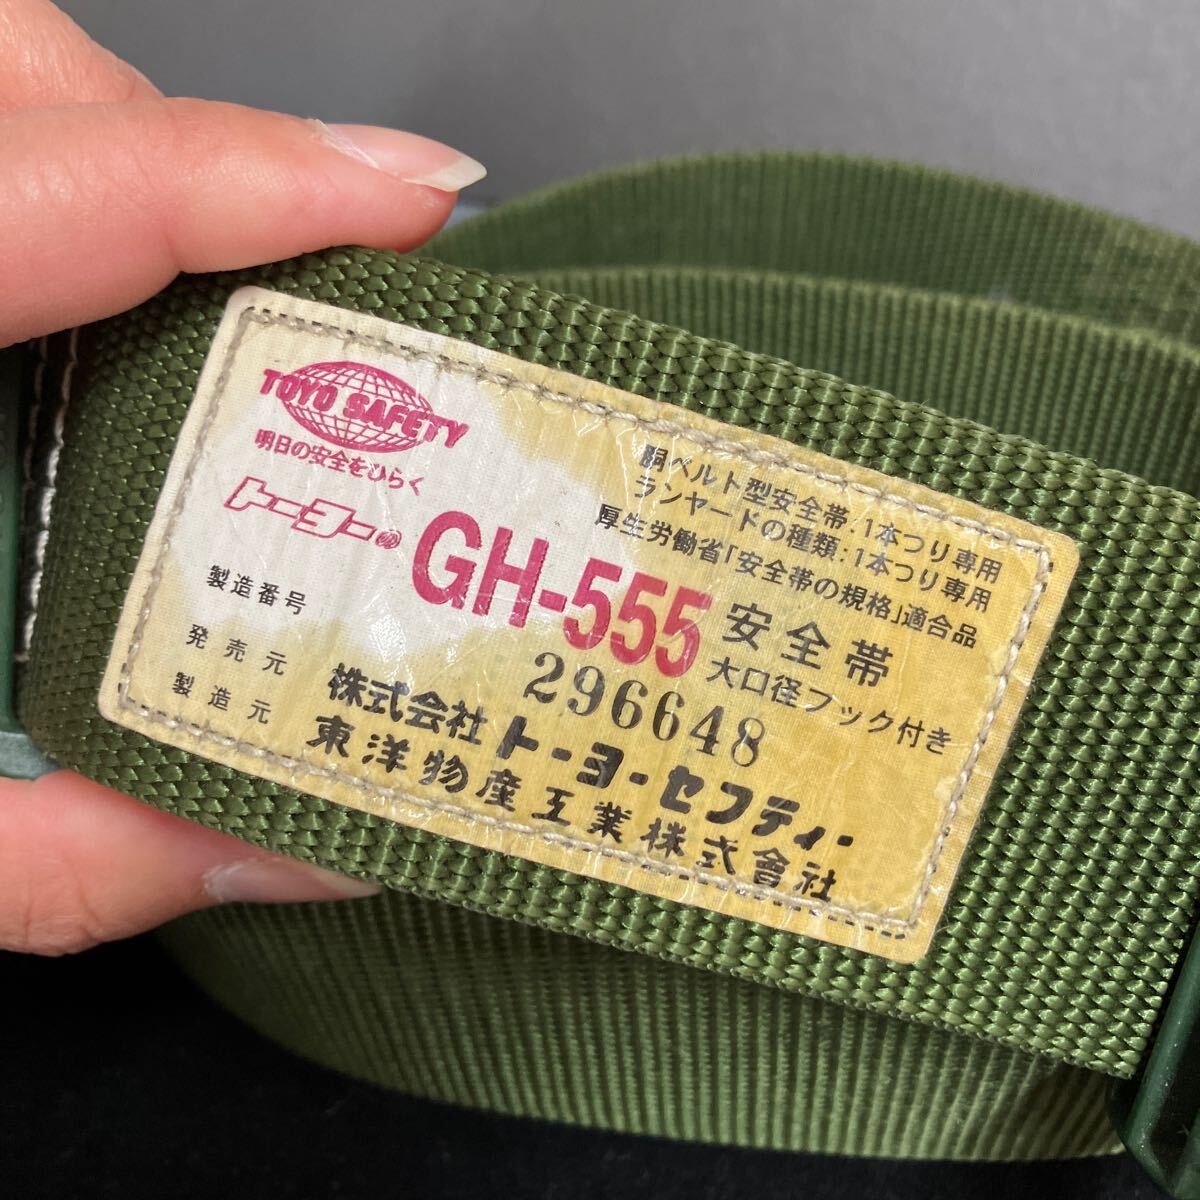 TOYO SAFETY
明日の安全をひらく
トーヨー®
胴ベルト型安全帯:1本つり専用
ランヤードの種類:1本つり専用
厚生労働省「安全帯の規格」適合品
GH-555 安全帯
大口径フック付き
製造番号 296648
発売元 株式会社トーヨーセフティー
製造元 東洋物産工業株式會社